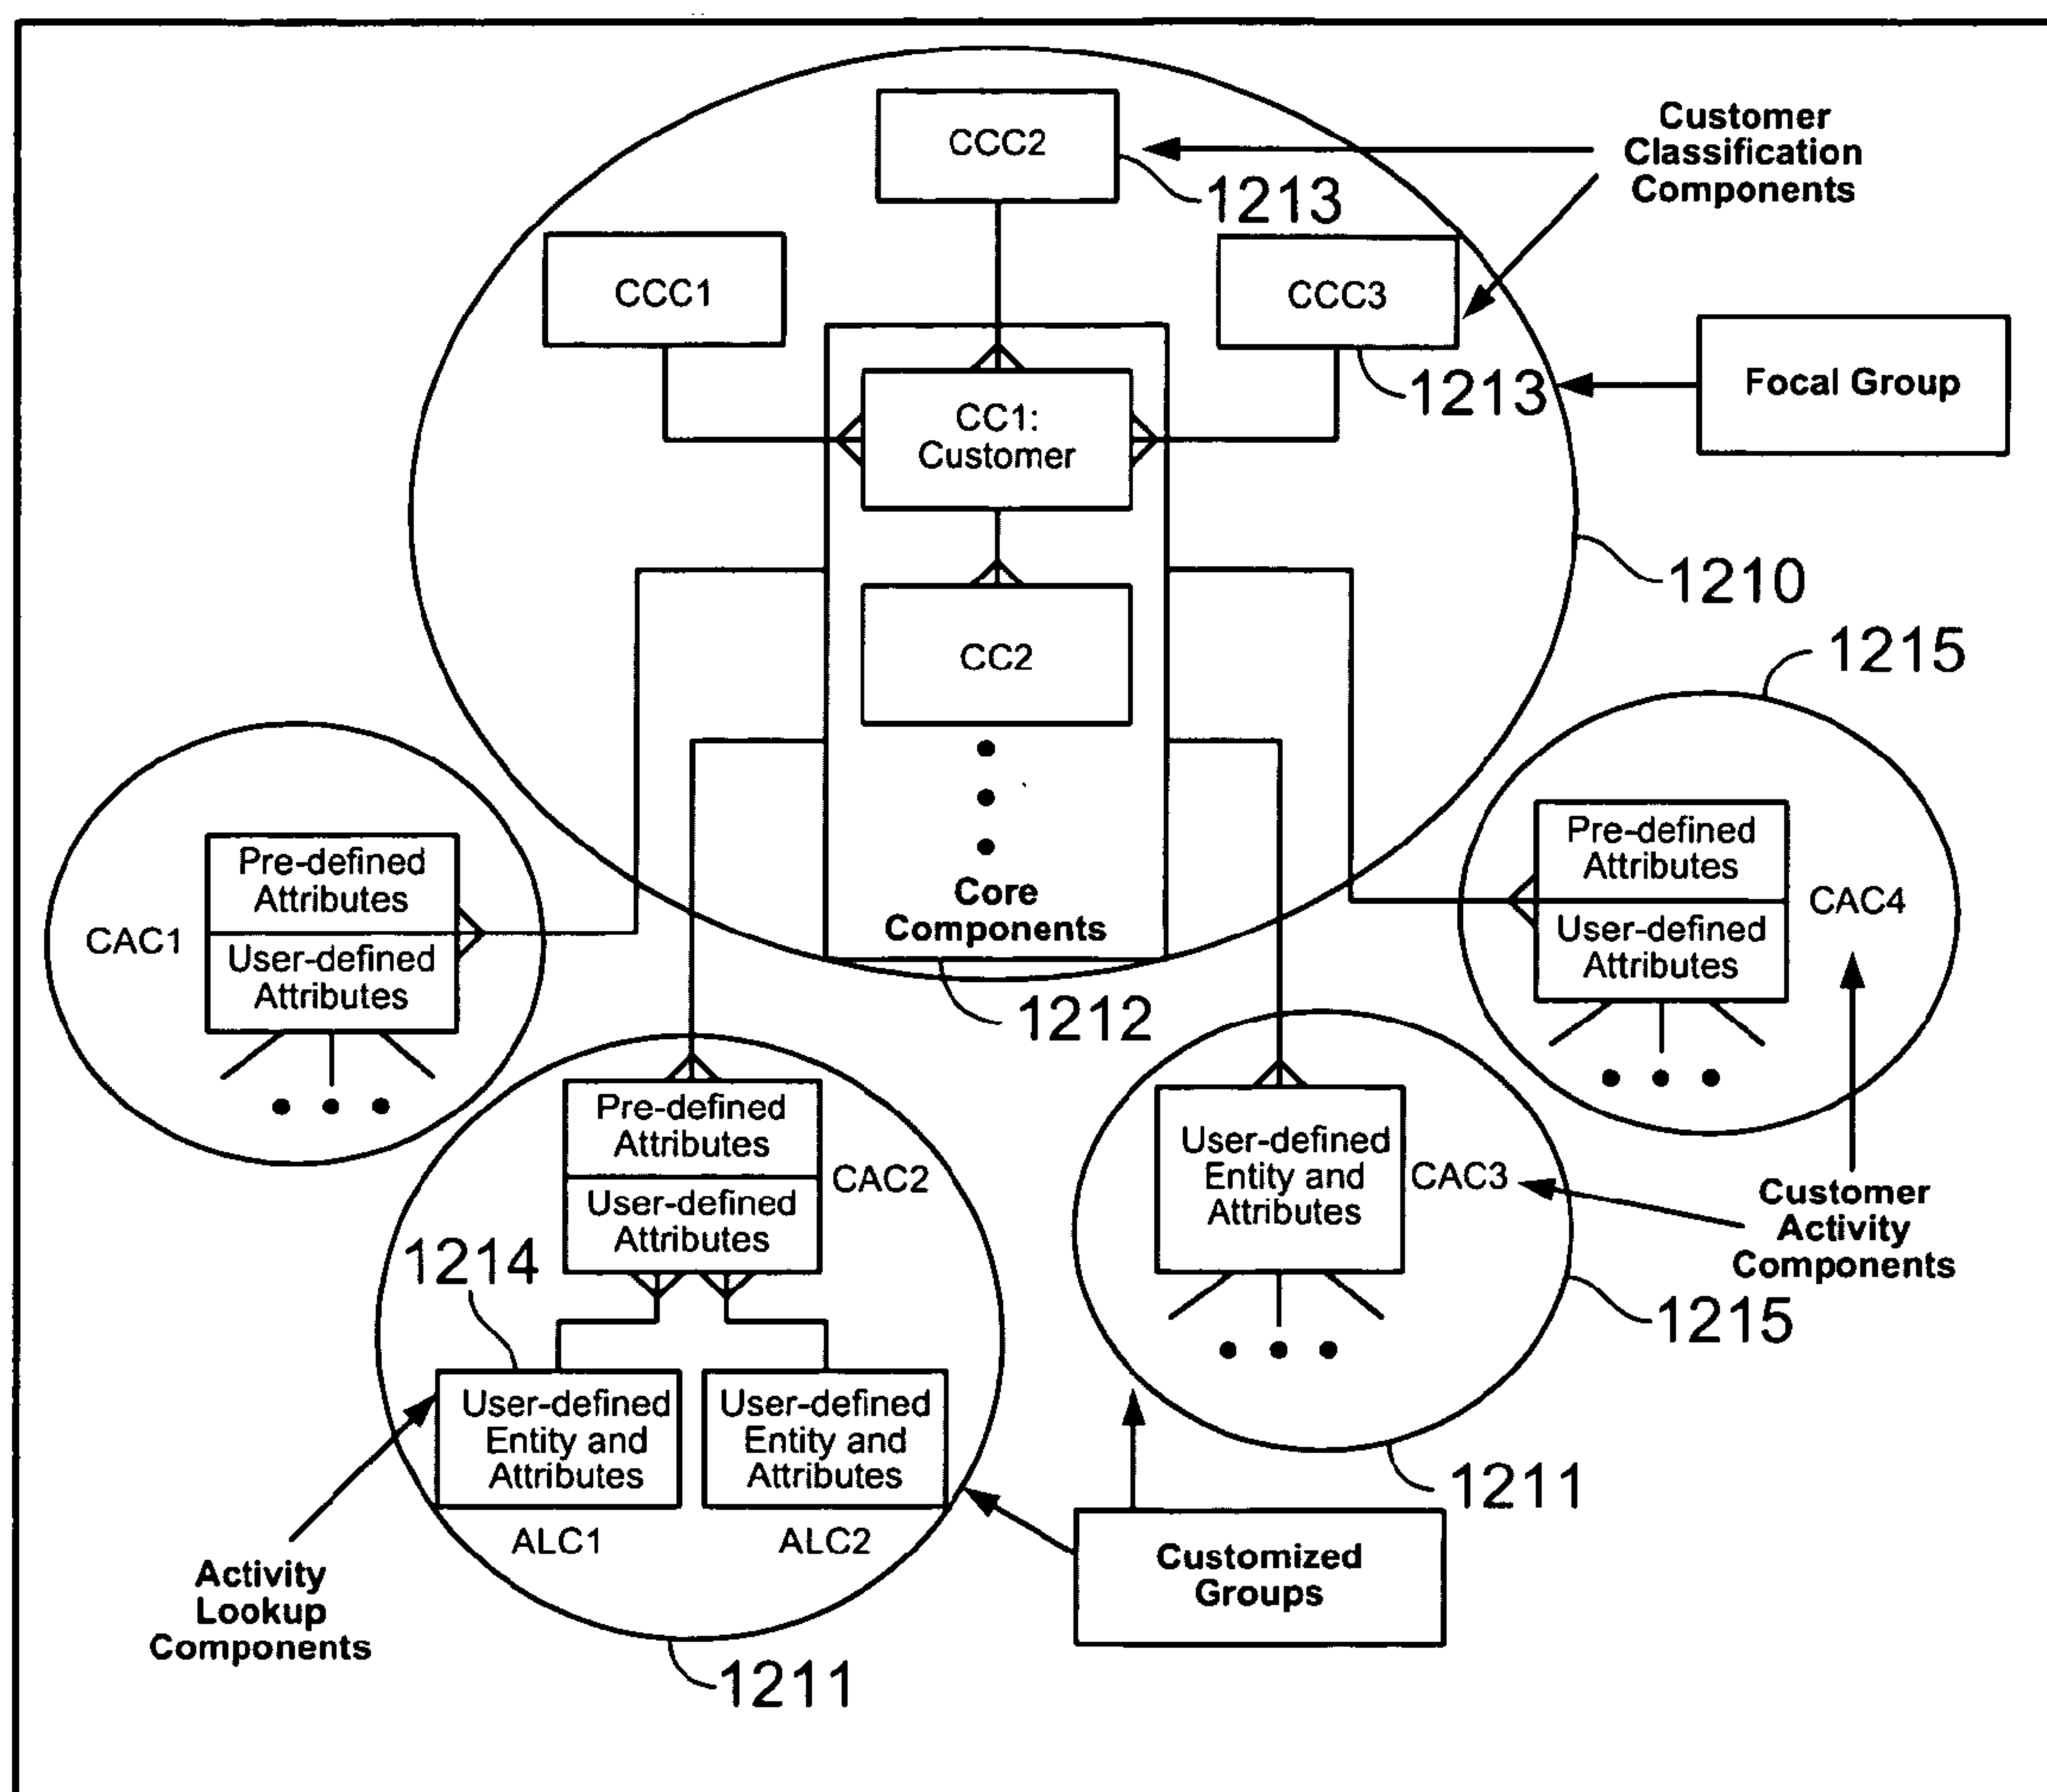 CCC2
Customer
Classification
Components
1213
CCC1
CCC3
1213
Focal Group
CC1:
Customer
1210
CC2
1215
Core
Components
1212
CAC1
Pre-defined
Attributes
User-defined
Attributes
Pre-defined
Attributes
User-defined
Attributes
CAC4
Pre-defined
Attributes
User-defined
Attributes
CAC2
1214
User-defined
Entity and
Attributes
CAC3
Customer
Activity
Components
1215
User-defined
Entity and
Attributes
ALC1
User-defined
Entity and
Attributes
ALC2
1211
Customized
Groups
Activity
Lookup
Components
1211